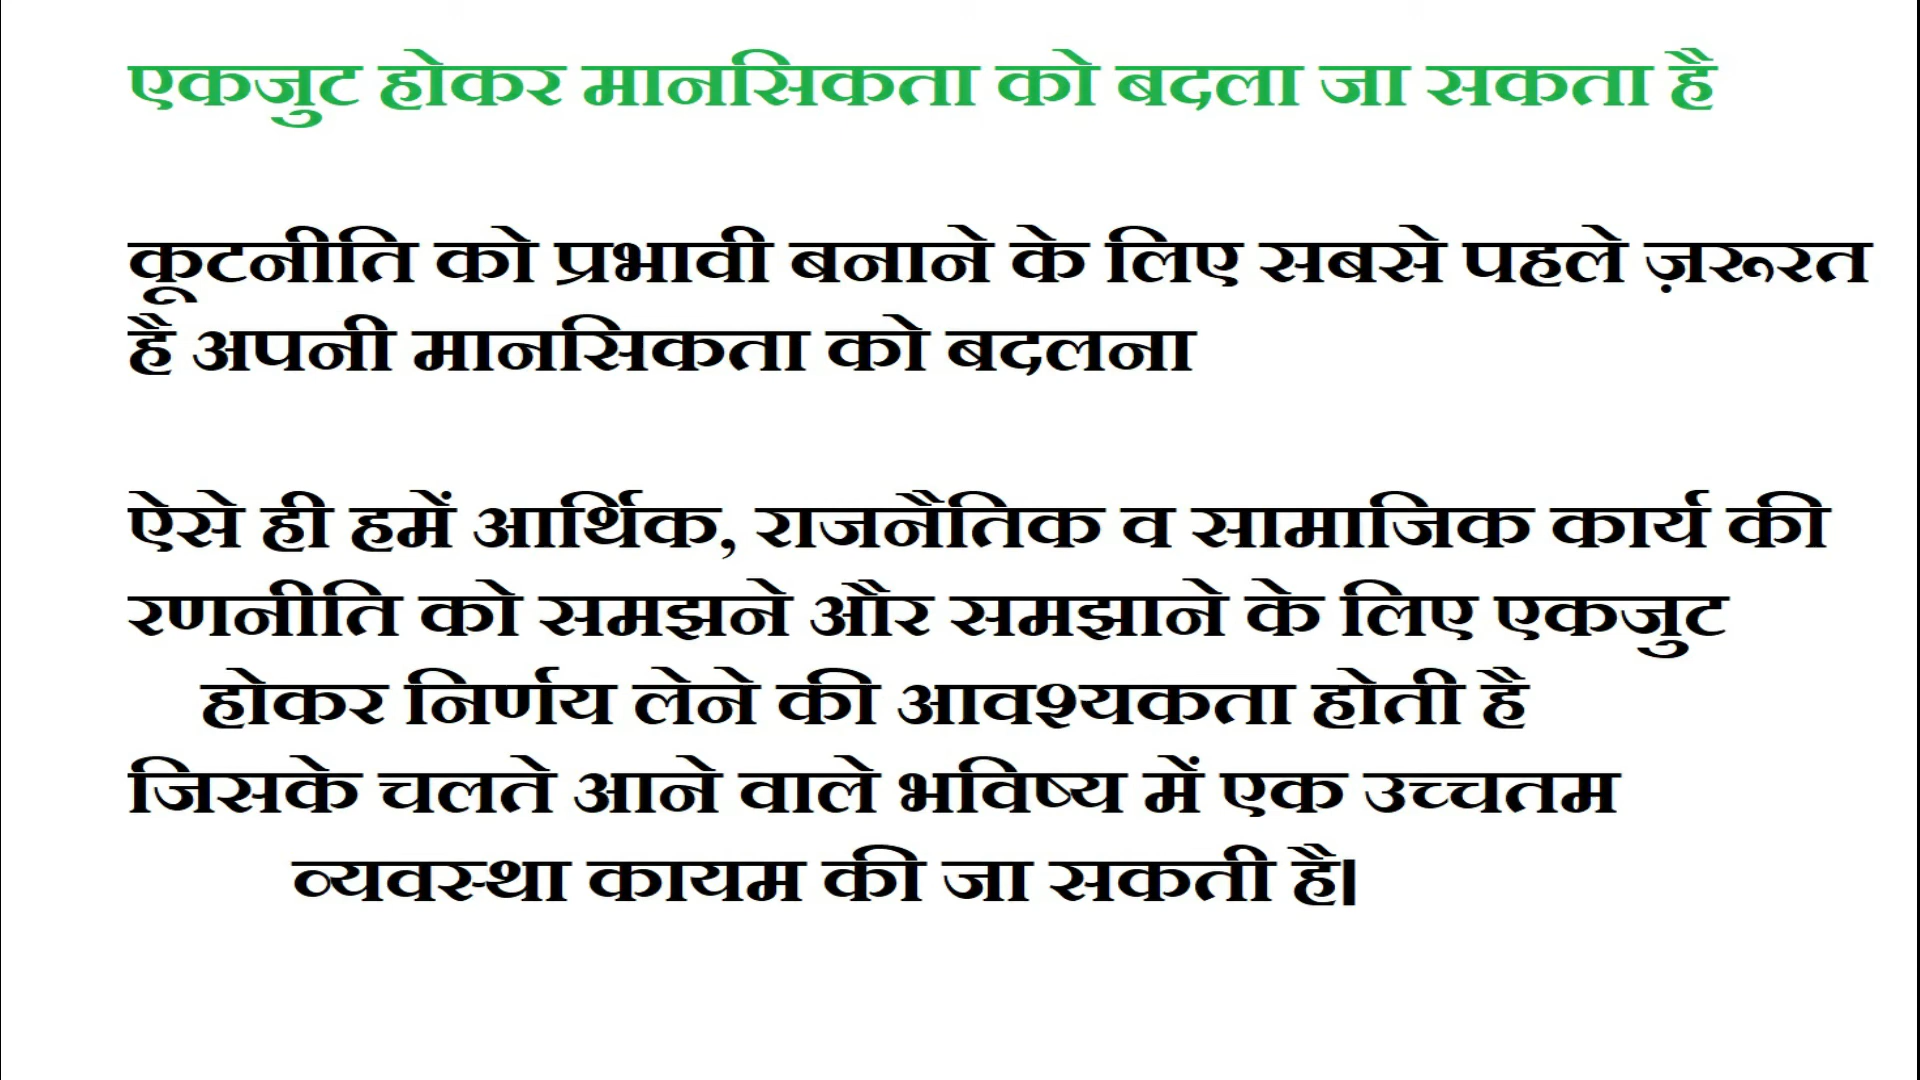 एकजुट होकर मानसिकता को बदला जा सकता है
कूटनीति को प्रभावी बनाने के लिए सबसे पहले ज़रूरत
है अपनी मानसिकता को बदलना
ऐसे ही हमें आर्थिक, राजनैतिक व सामाजिक कार्य की
रणनीति को समझने और समझाने के लिए एकजुट
होकर निर्णय लेने की आवश्यकता होती है
जिसके चलते आने वाले भविष्य में एक उच्चतम
व्यवस्था कायम की जा सकती है।